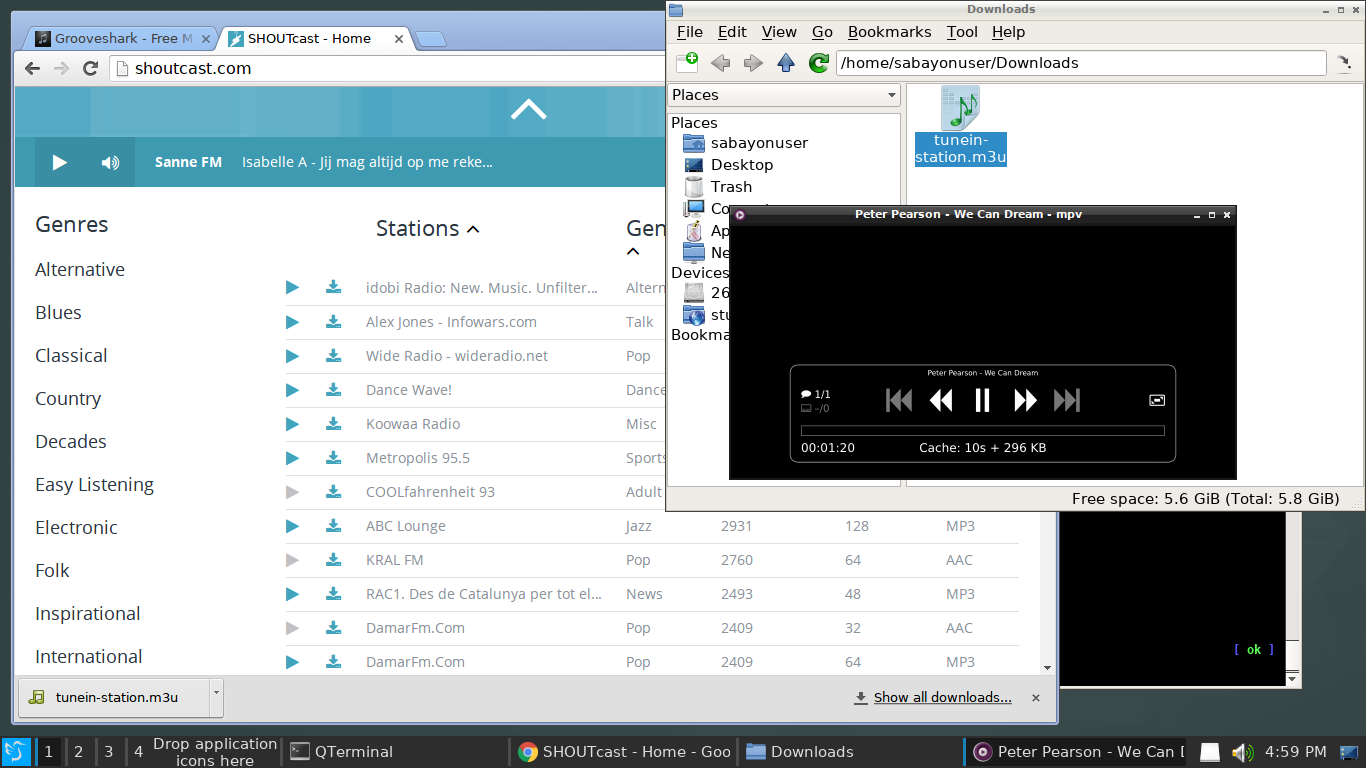 Grooveshark - Free M
SHOUTcast - Home
shoutcast.com
Sanne FM Isabelle A - Jij mag altijd op me reke...
Genres
Alternative
Blues
Classical
Country
Decades
Easy Listening
Electronic
Folk
Inspirational
International
Stations Gen
idobi Radio: New. Music. Unfilter... Altern
Alex Jones - Infowars.com Talk
Wide Radio - wideradio.net Pop
Dance Wave! Dance
Koowaa Radio Misc
Metropolis 95.5 Sports
COOLfahrenheit 93 Adult
ABC Lounge Jazz 2931 128 MP3
KRAL FM Pop 2760 64 AAC
RAC1. Des de Catalunya per tot el... News 2493 48 MP3
DamarFm.Com Pop 2409 32 AAC
DamarFm.Com Pop 2409 64 MP3
tunein-station.m3u
Show all downloads...
Downloads
File Edit View Go Bookmarks Tool Help
/home/sabayonuser/Downloads
Places
Places
sabayonuser
Desktop
Trash
Co
Ap
Ne
Devices
26
stu
Bookma
tunein-
station.m3u
Peter Pearson - We Can Dream - mpv
Peter Pearson - We Can Dream
1/1
–/0
00:01:20 Cache: 10s + 296 KB
Free space: 5.6 GiB (Total: 5.8 GiB)
[ ok ]
1 2 3 4
Drop application
icons here
QTerminal
SHOUTcast - Home - Goo
Downloads
Peter Pearson - We Can D
4:59 PM